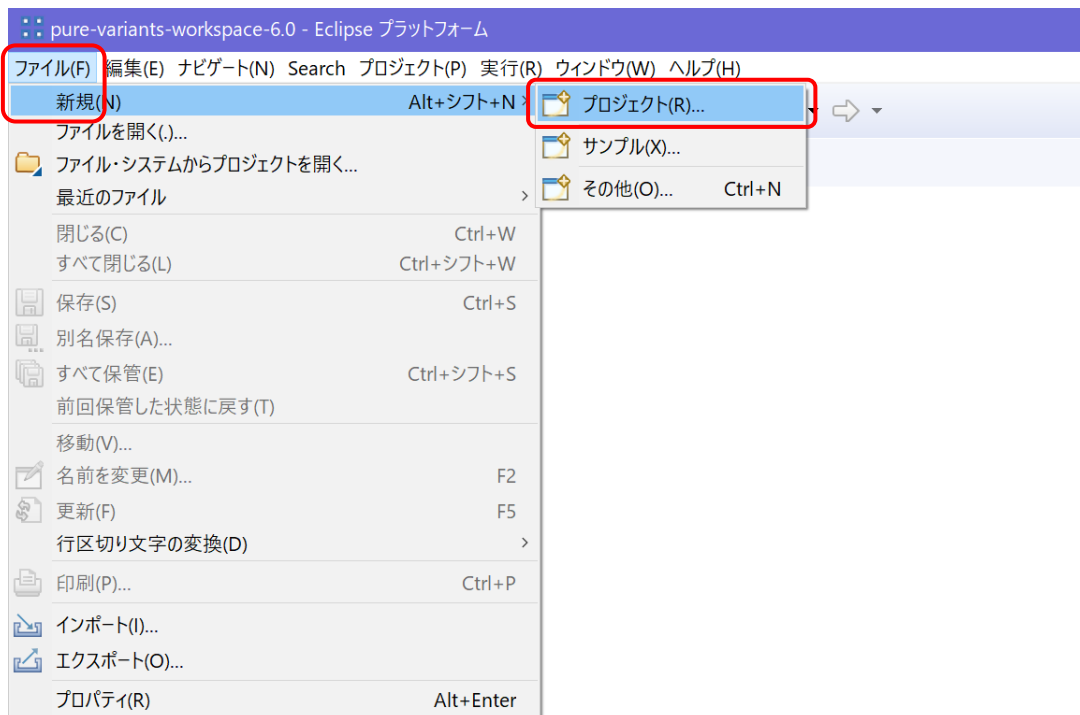 pure-variants-workspace-6.0 - Eclipse プラットフォーム
ファイル(F) 編集(E) ナビゲート(N) Search プロジェクト(P) 実行(R) ウィンドウ(W) ヘルプ(H)
新規(N) Alt+シフト+N
プロジェクト(R)...
サンプル(X)...
その他(O)... Ctrl+N
ファイルを開く(.)...
ファイル・システムからプロジェクトを開く...
最近のファイル
閉じる(C) Ctrl+W
すべて閉じる(L) Ctrl+シフト+W
保存(S) Ctrl+S
別名保存(A)...
すべて保管(E) Ctrl+シフト+S
前回保管した状態に戻す(T)
移動(V)...
名前を変更(M)... F2
更新(F) F5
行区切り文字の変換(D)
印刷(P)... Ctrl+P
インポート(I)...
エクスポート(O)...
プロパティ(R) Alt+Enter